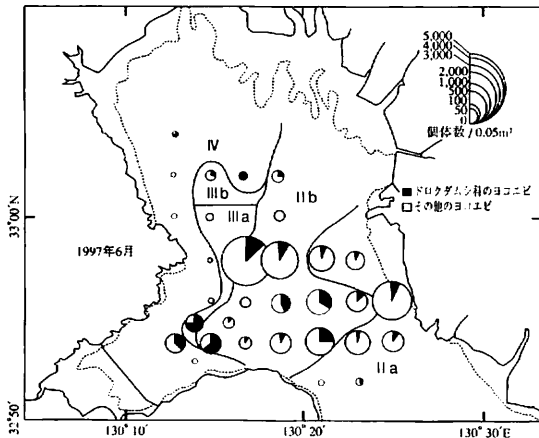 5,000
4,000
3,000
2,000
1,000
500
100
50
0
個体数 / 0.05m²
■ドロクダムシ科のヨコエビ
□その他のヨコエビ
IV
IIIb
IIb
IIIa
33°00′N
1997年6月
IIa
32°50′
130°10′
130°20′
130°30′E